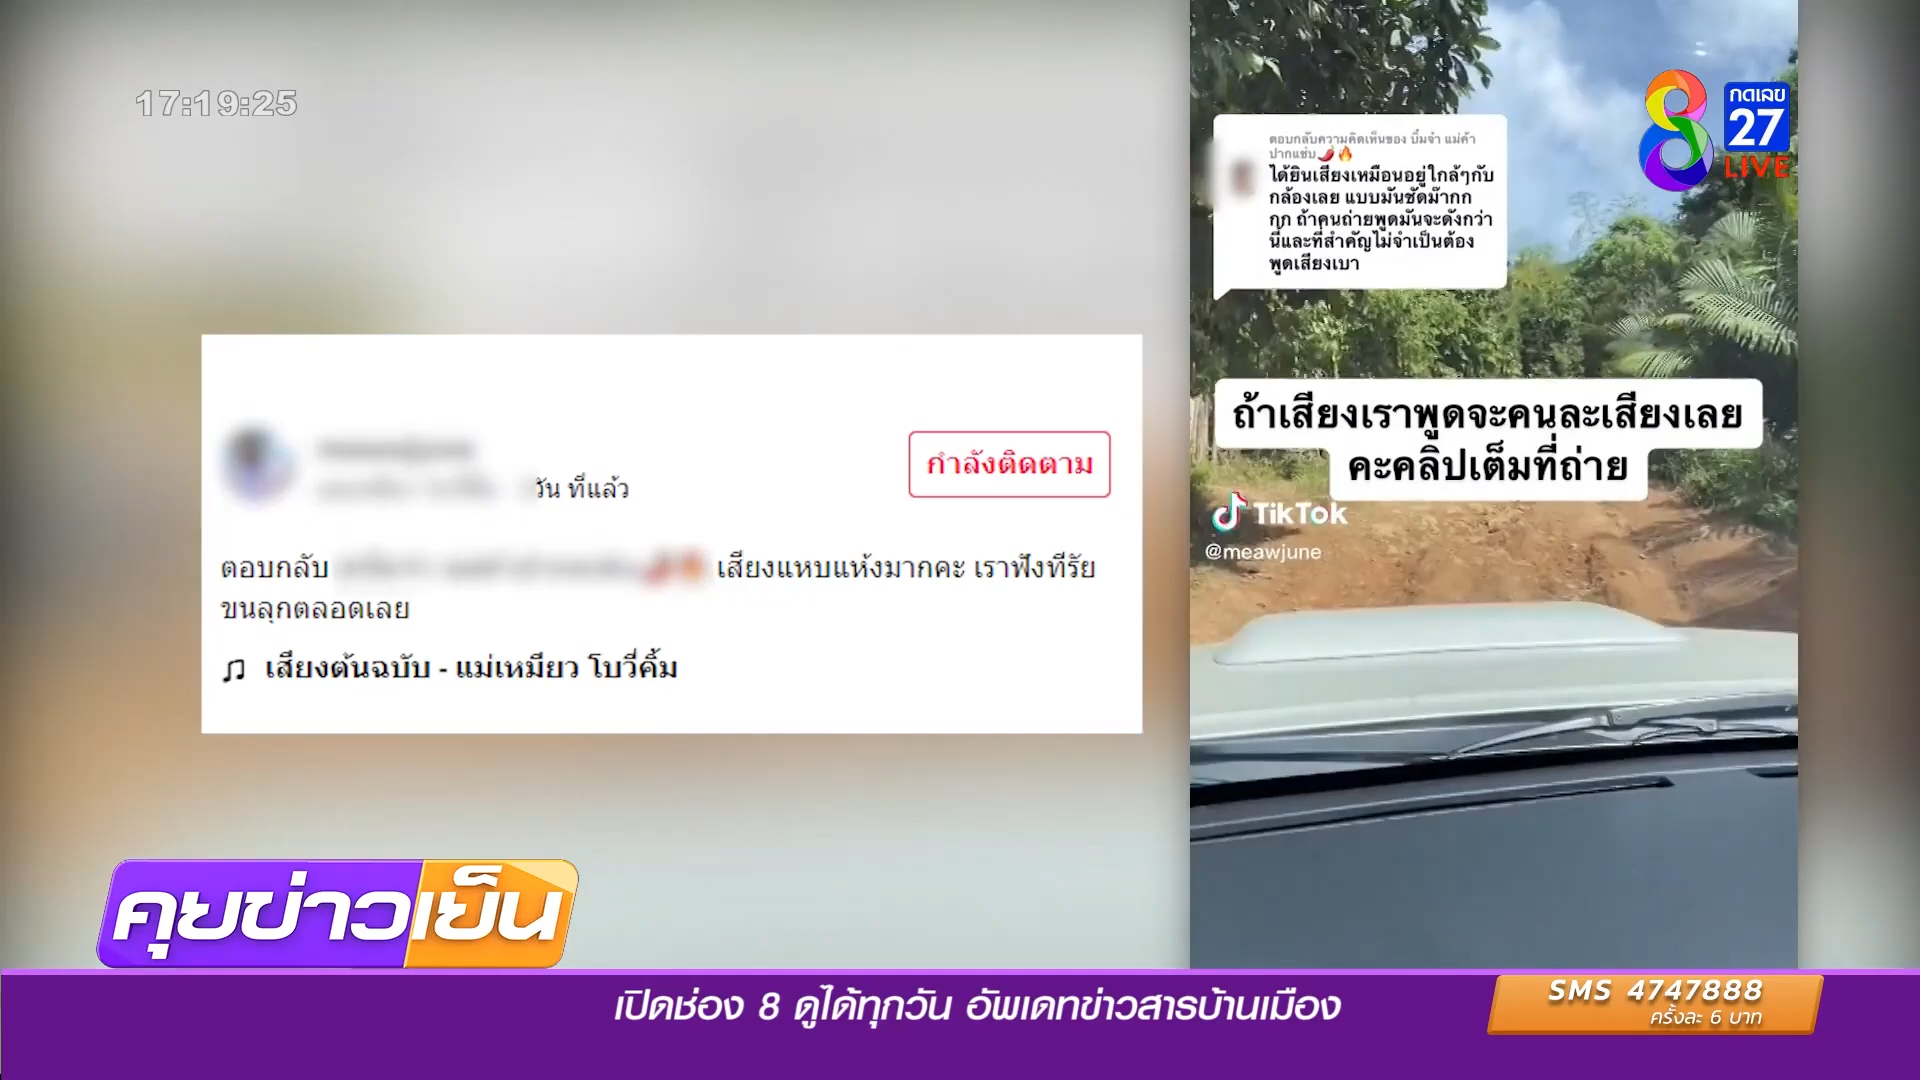 17:19:25
กดเลข
27
LIVE
ตอบกลับความคิดเห็นของ บิ๋มจำ แม่ค้า
ปากแซ่บ🌶️🔥
ได้ยินเสียงเหมือนอยู่ใกล้ๆกับ
กล้องเลย แบบมันชัดม๊ากก
กก ถ้าคนถ่ายพูดมันจะดังกว่า
นี้และที่สำคัญไม่จำเป็นต้อง
พูดเสียงเบา
ถ้าเสียงเราพูดจะคนละเสียงเลย
คะคลิปเต็มที่ถ่าย
TikTok
@meawjune
วัน ที่แล้ว
กำลังติดตาม
ตอบกลับ 🌶️🔥 เสียงแหบแห้งมากคะ เราฟังทีรัย
ขนลุกตลอดเลย
♫ เสียงต้นฉบับ - แม่เหมียว โบวี่คิ้ม
คุยข่าวเย็น
เปิดช่อง 8 ดูได้ทุกวัน อัพเดทข่าวสารบ้านเมือง
SMS 4747888
ครั้งละ 6 บาท